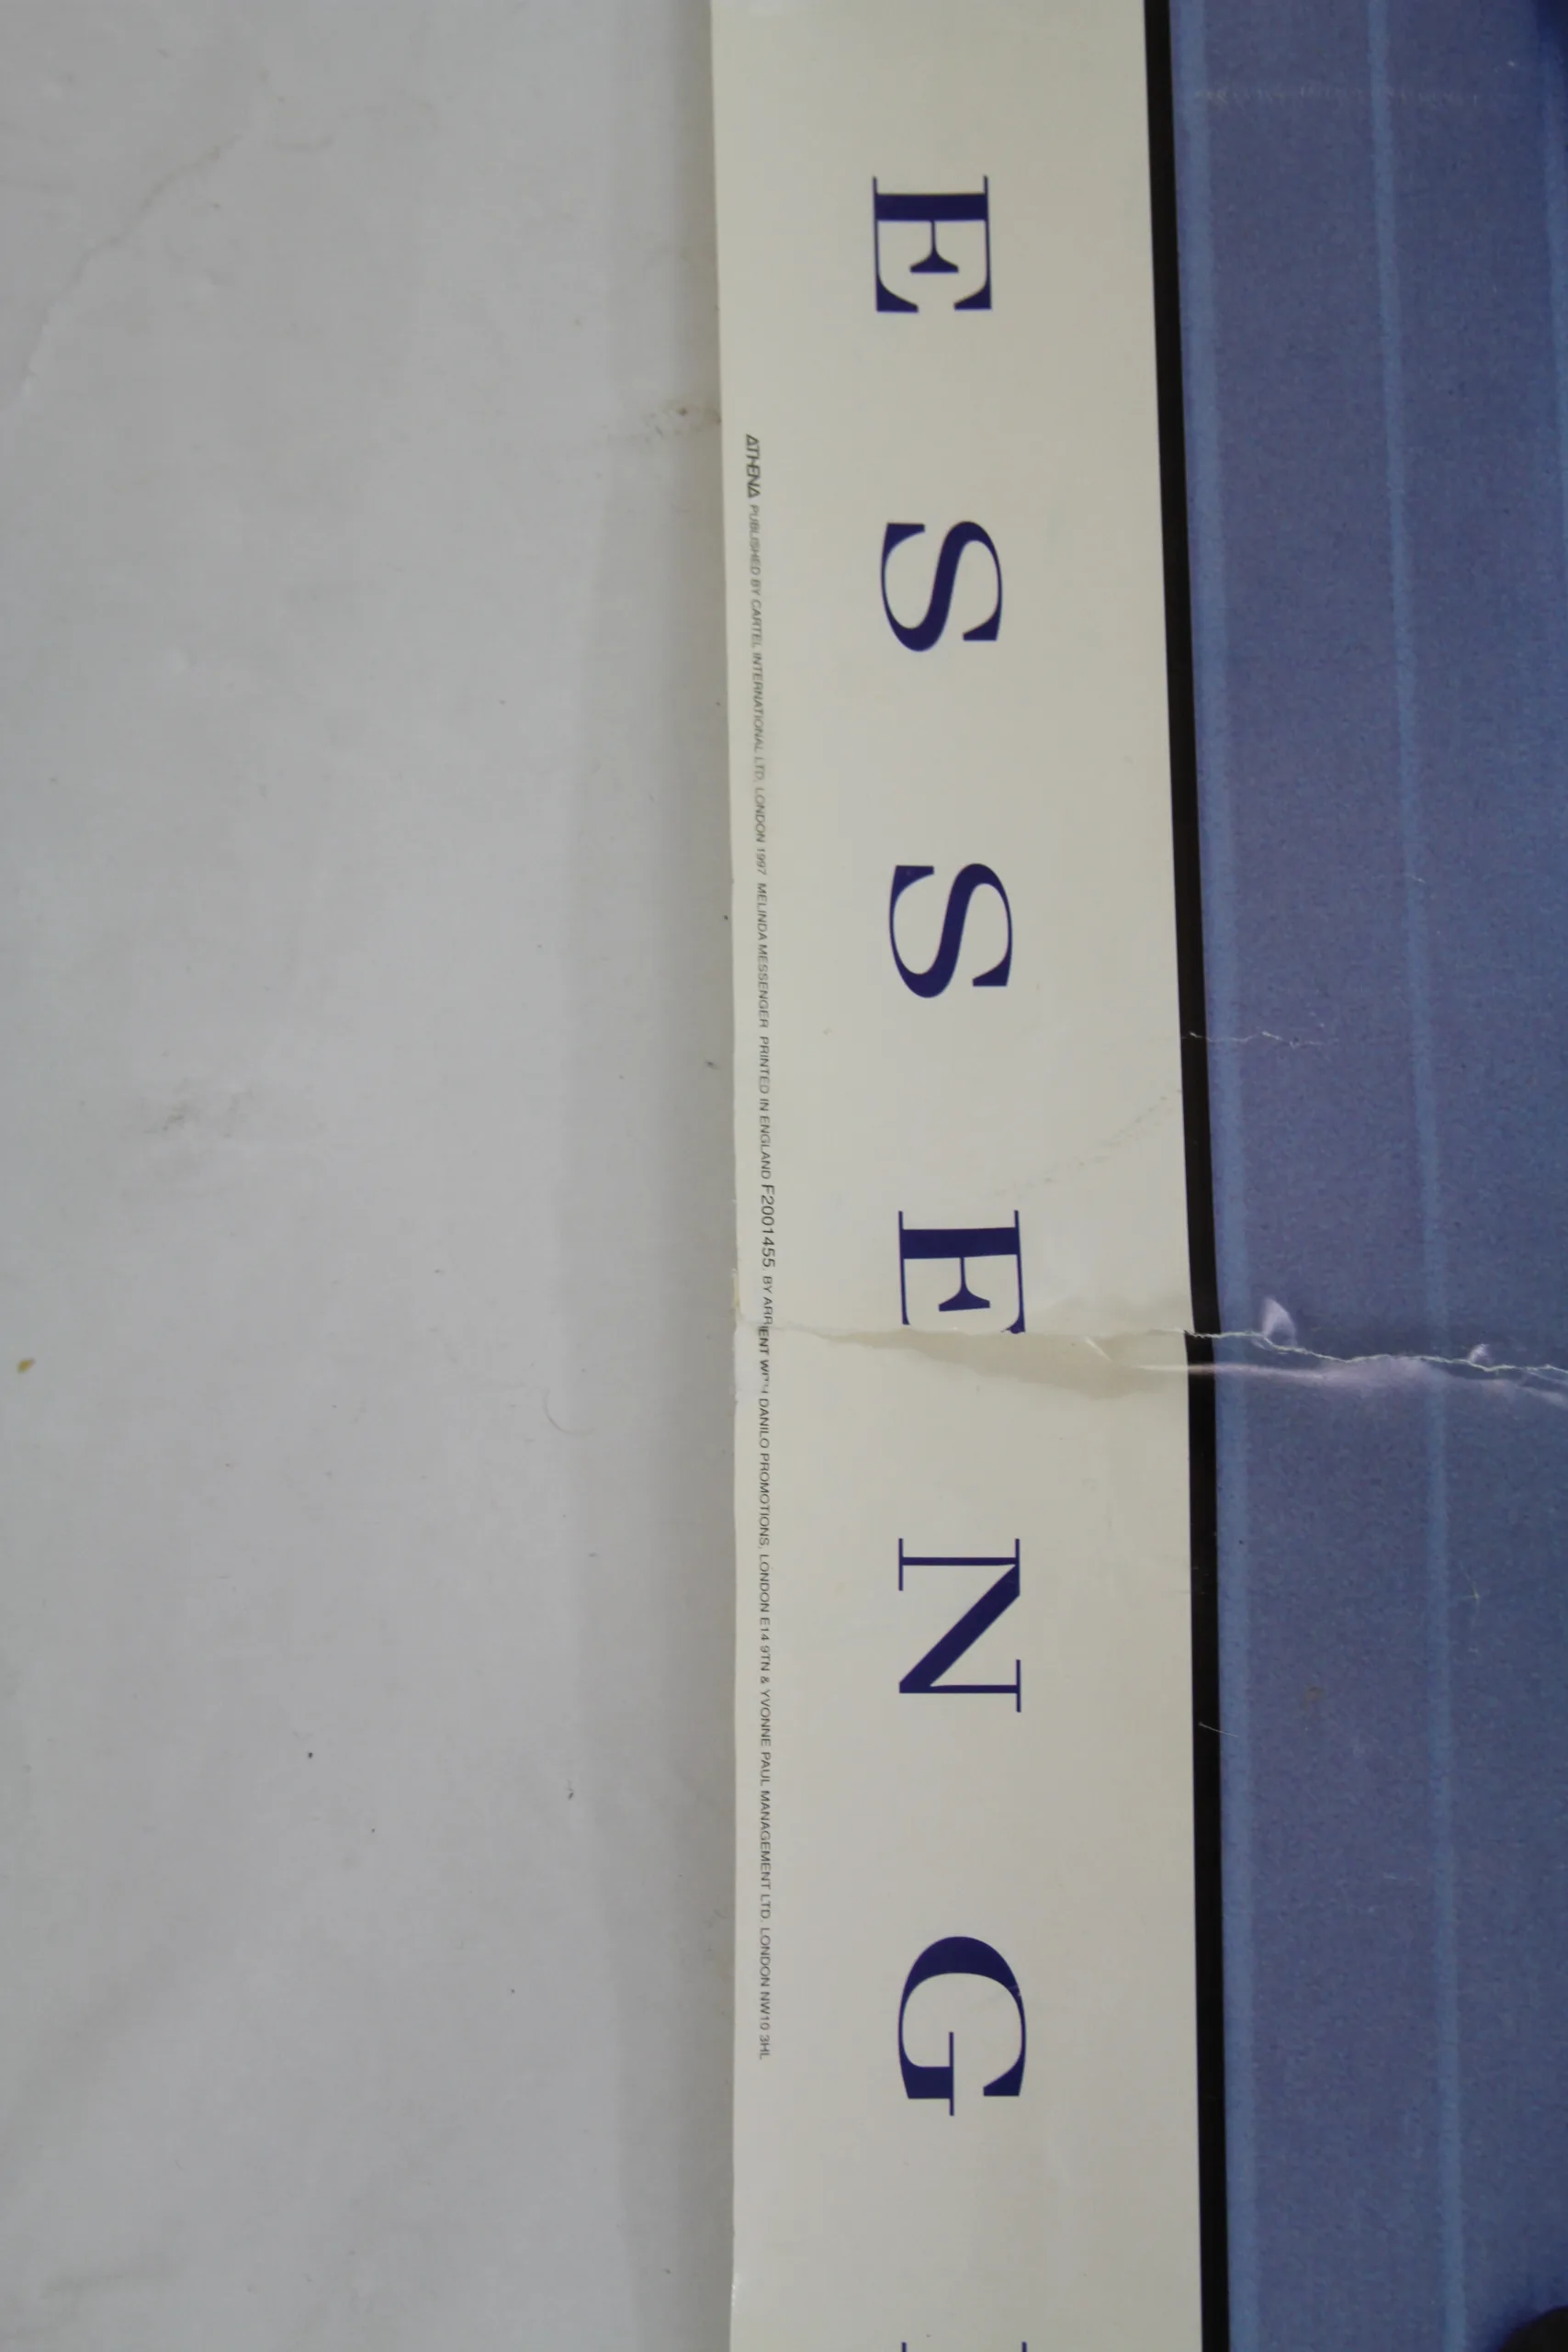 E S S E N G
ATHENA PUBLISHED BY CARTEL INTERNATIONAL LTD. LONDON 1997 MELINDA MESSENGER PRINTED IN ENGLAND F2001455. BY DANILO PROMOTIONS, LONDON E14 9TN & YVONNE PAUL MANAGEMENT LTD. LONDON NW10 3HL